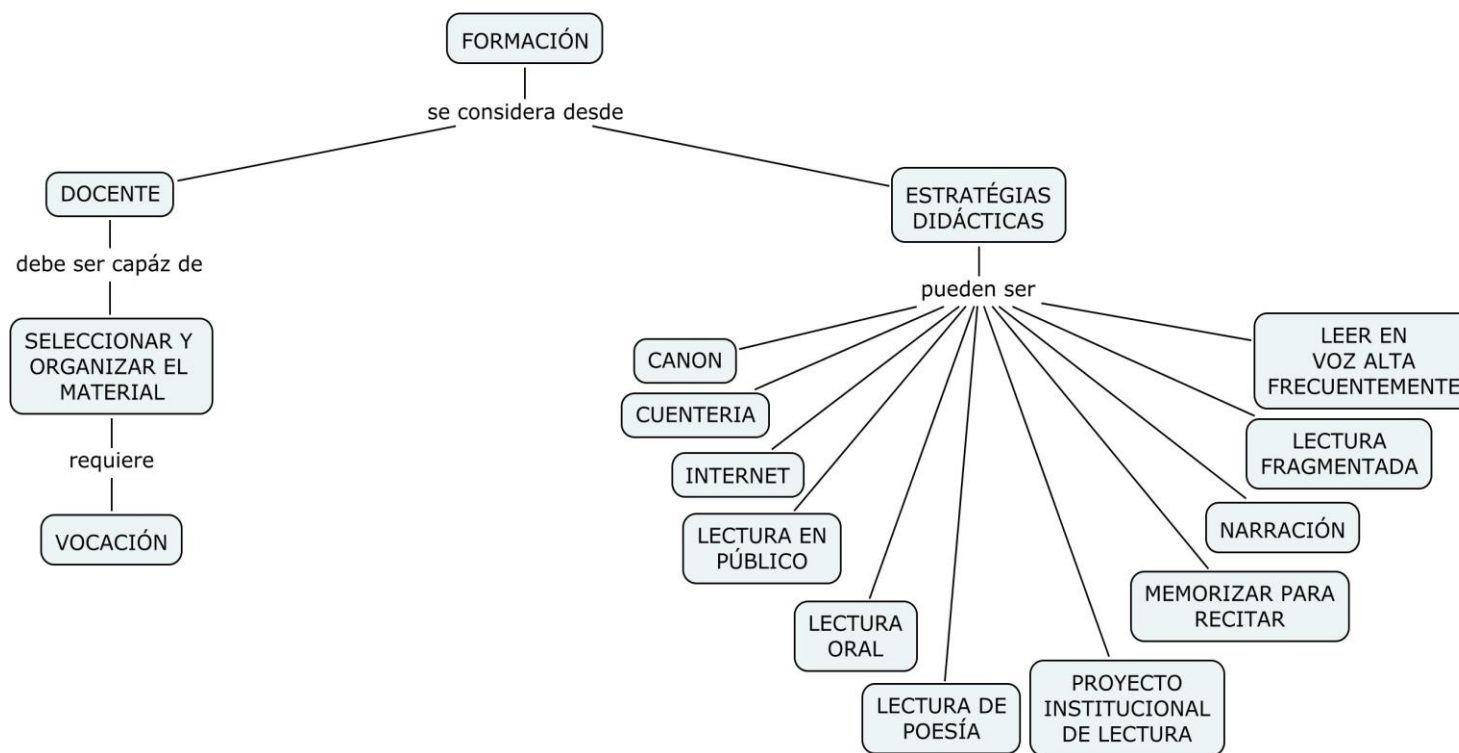 FORMACIÓN
se considera desde
DOCENTE
debe ser capáz de
SELECCIONAR Y
ORGANIZAR EL
MATERIAL
requiere
VOCACIÓN
ESTRATÉGIAS
DIDÁCTICAS
pueden ser
CANON
CUENTERIA
INTERNET
LECTURA EN
PÚBLICO
LECTURA
ORAL
LECTURA DE
POESÍA
PROYECTO
INSTITUCIONAL
DE LECTURA
MEMORIZAR PARA
RECITAR
NARRACIÓN
LECTURA
FRAGMENTADA
LEER EN
VOZ ALTA
FRECUENTEMENTE